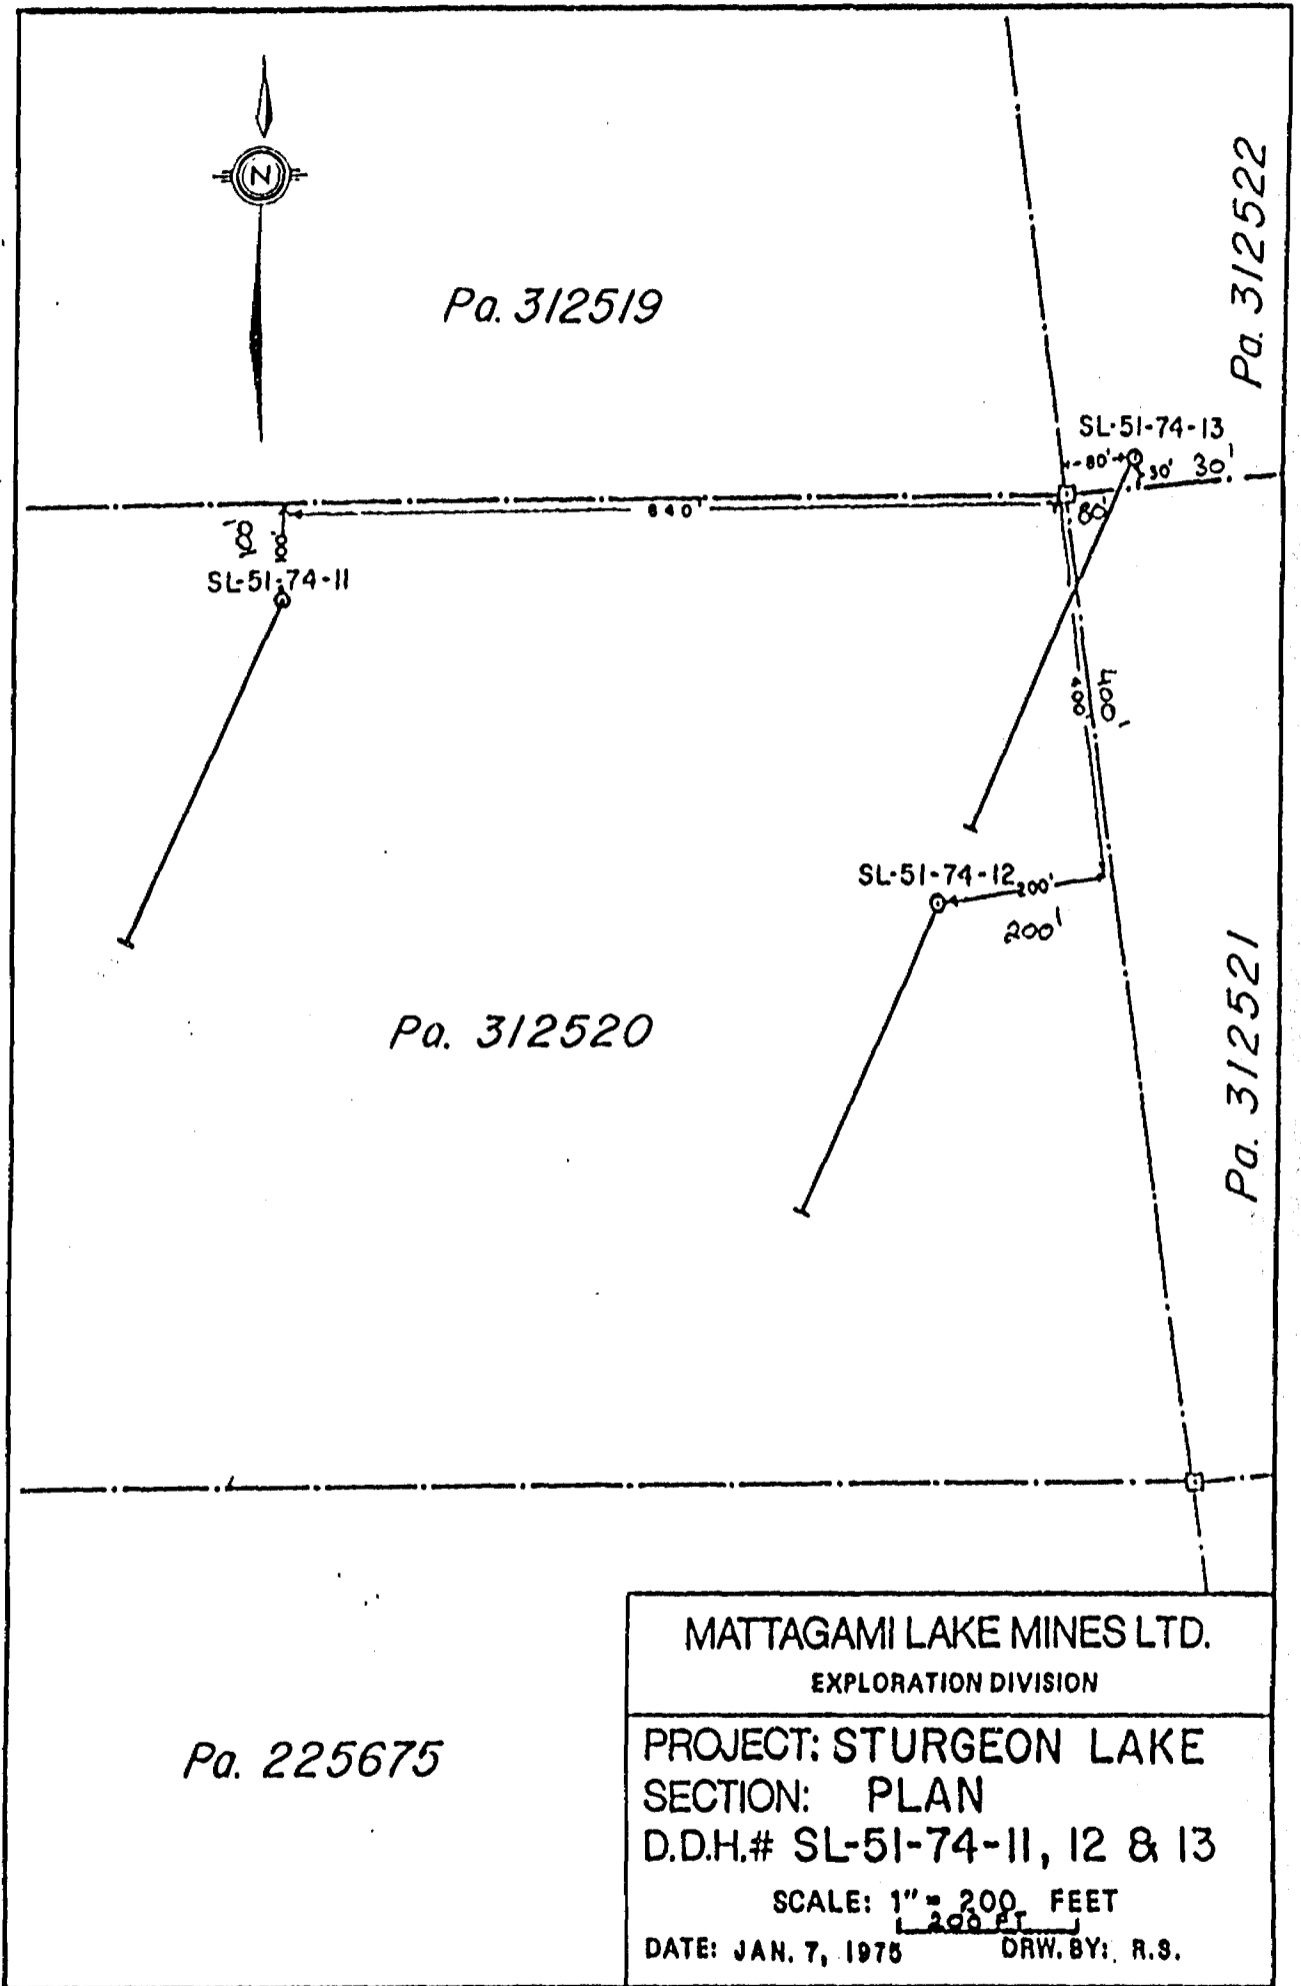 N
Pa. 312519
Pa. 312522
SL-51-74-13
80'
30'
30'
640'
80'
100'
100'
SL-51-74-11
400'
400'
SL-51-74-12
200'
200'
Pa. 312520
Pa. 312521
Pa. 225675
MATTAGAMI LAKE MINES LTD.
EXPLORATION DIVISION
PROJECT: STURGEON LAKE
SECTION: PLAN
D.D.H.# SL-51-74-11, 12 & 13
SCALE: 1" = 200 FEET
200 FT
DATE: JAN. 7, 1975 DRW. BY: R.S.